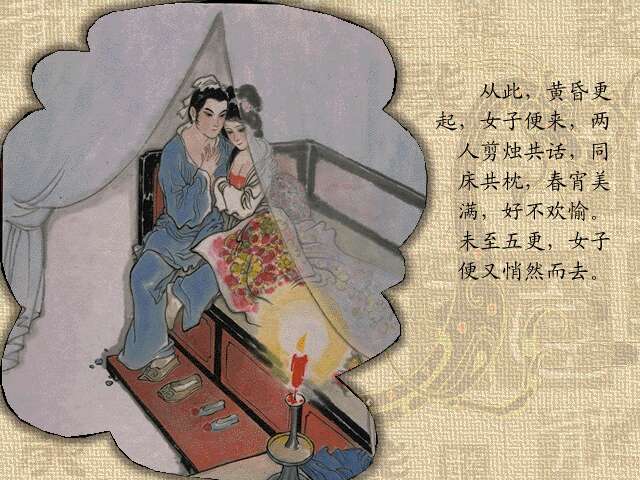 从此，黄昏更
起，女子便来，两
人剪烛共话，同
床共枕，春宵美
满，好不欢愉。
未至五更，女子
便又悄然而去。